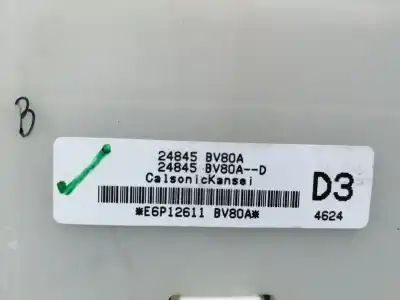 B
24845 BV80A
24845 BV80A--D
CalsonicKansei
D3
*E6P12611 BV80A*
4624